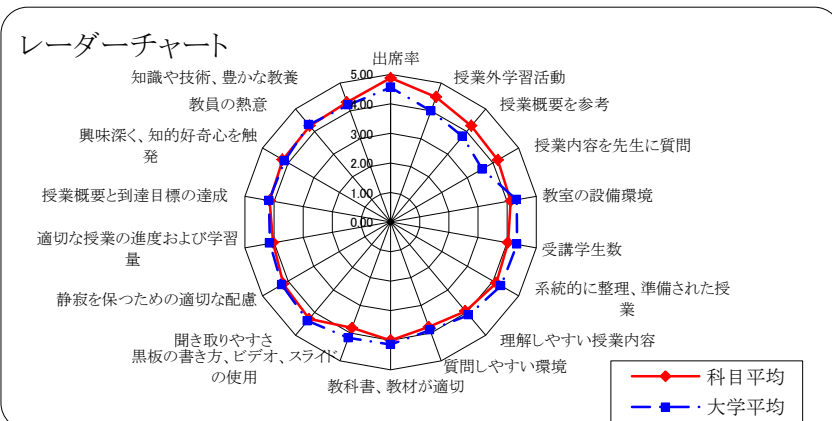 レーダーチャート
出席率
授業外学習活動
授業概要を参考
授業内容を先生に質問
教室の設備環境
受講学生数
系統的に整理、準備された授
業
理解しやすい授業内容
質問しやすい環境
教科書、教材が適切
黒板の書き方、ビデオ、スライド
の使用
聞き取りやすさ
静寂を保つための適切な配慮
適切な授業の進度および学習
量
授業概要と到達目標の達成
興味深く、知的好奇心を触
発
教員の熱意
知識や技術、豊かな教養
5.00
4.00
3.00
2.00
1.00
0.00
科目平均
大学平均